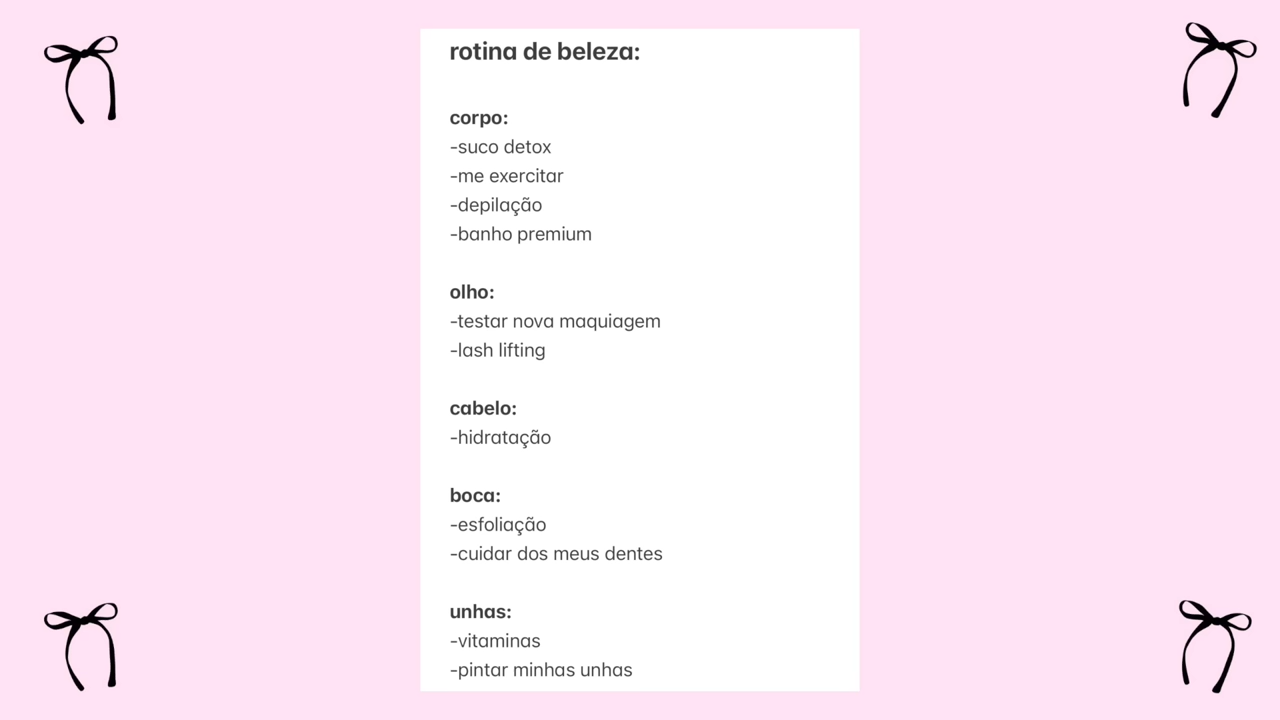 rotina de beleza:
corpo:
-suco detox
-me exercitar
-depilação
-banho premium
olho:
-testar nova maquiagem
-lash lifting
cabelo:
-hidratação
boca:
-esfoliação
-cuidar dos meus dentes
unhas:
-vitaminas
-pintar minhas unhas